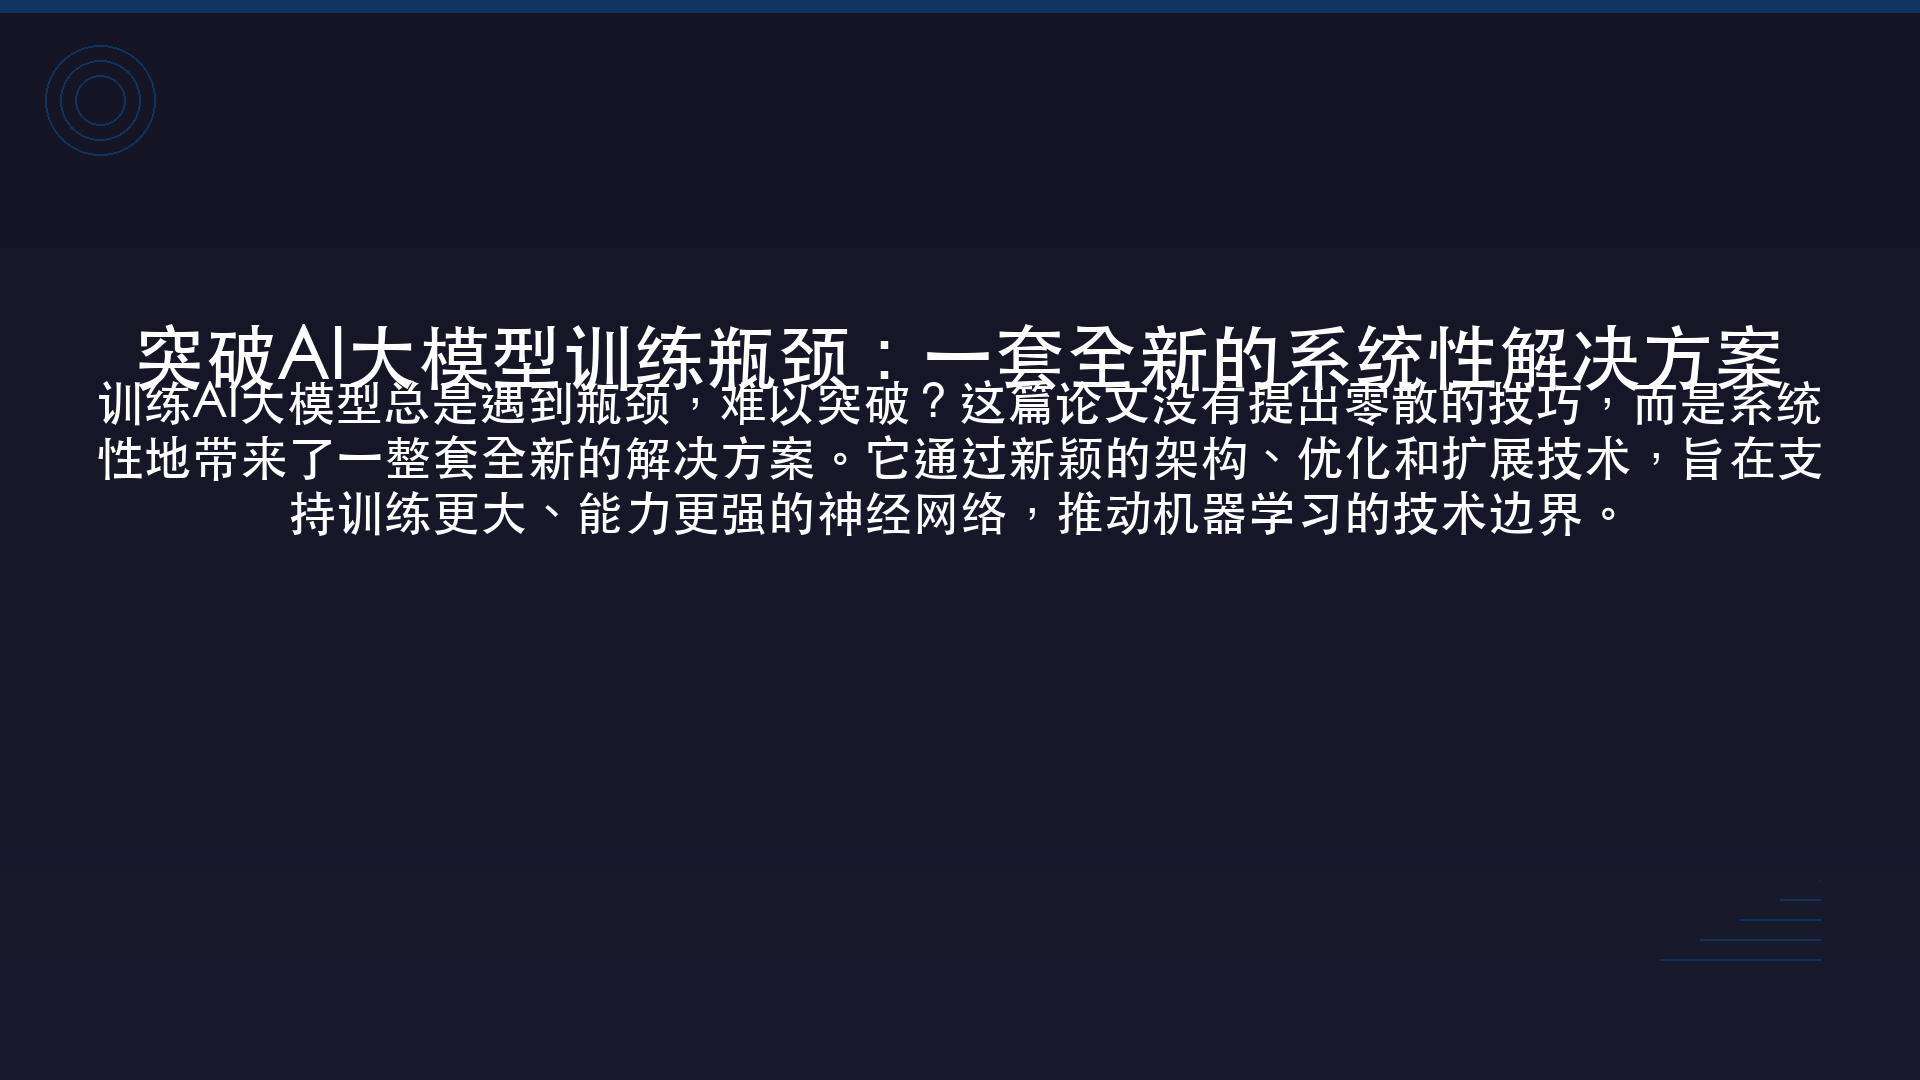 突破AI大模型训练瓶颈：一套全新的系统性解决方案
训练AI大模型总是遇到瓶颈，难以突破？这篇论文没有提出零散的技巧，而是系统
性地带来了一整套全新的解决方案。它通过新颖的架构、优化和扩展技术，旨在支
持训练更大、能力更强的神经网络，推动机器学习的技术边界。